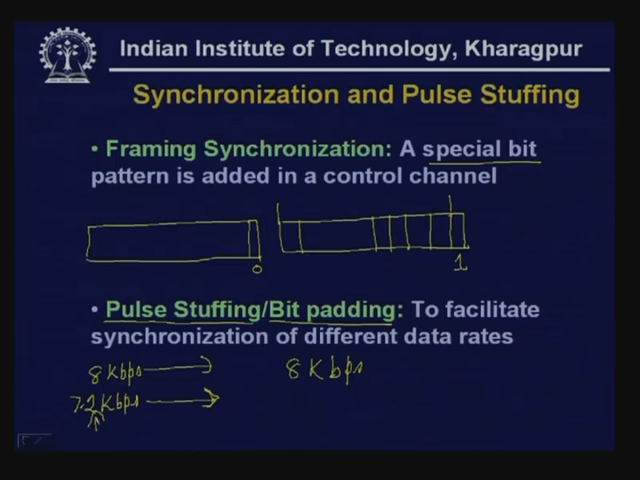 Indian Institute of Technology, Kharagpur
Synchronization and Pulse Stuffing
• Framing Synchronization: A special bit
pattern is added in a control channel
0 1
• Pulse Stuffing/Bit padding: To facilitate
synchronization of different data rates
8 Kbps 8 Kbps
7.2 Kbps